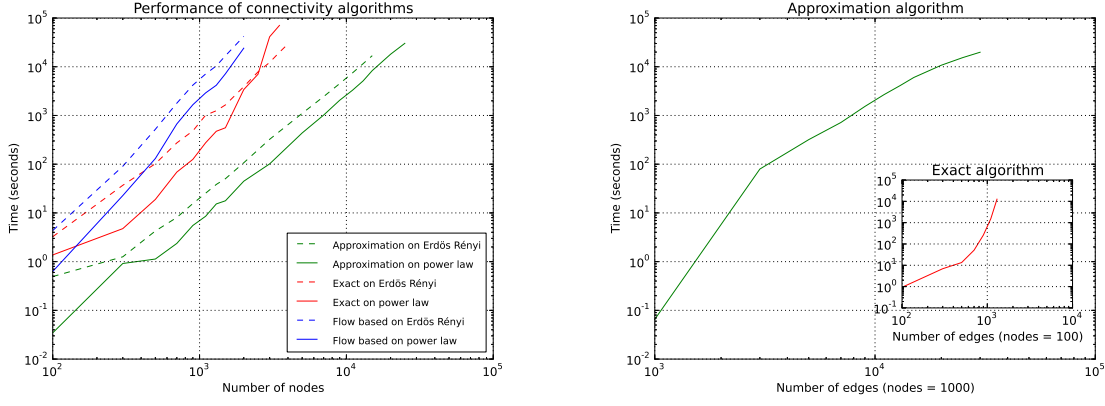 Performance of connectivity algorithms
10^5
10^4
10^3
10^2
10^1
10^0
10^-1
10^-2
Time (seconds)
Approximation on Erdös Rényi
Approximation on power law
Exact on Erdös Rényi
Exact on power law
Flow based on Erdös Rényi
Flow based on power law
10^2 10^3 10^4 10^5
Number of nodes
Approximation algorithm
10^5
10^4
10^3
10^2
10^1
10^0
10^-1
10^-2
Time (seconds)
Exact algorithm
10^5
10^4
10^3
10^2
10^1
10^0
10^-1
10^2 10^3 10^4
Number of edges (nodes = 100)
10^3 10^4 10^5
Number of edges (nodes = 1000)